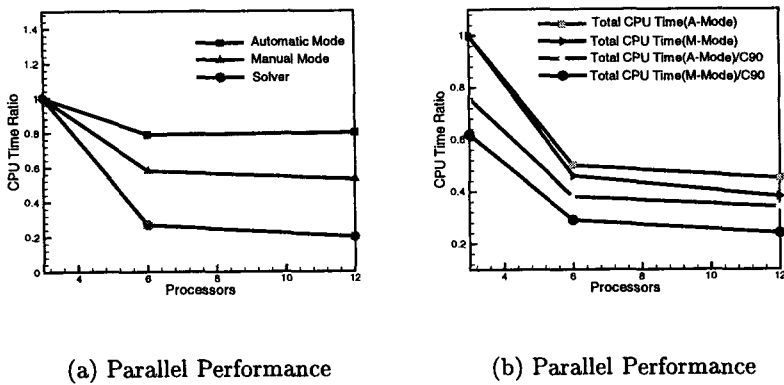 1.4
1.2
1
0.8
0.6
0.4
0.2
0
CPU Time Ratio
Automatic Mode
Manual Mode
Solver
4
6
8
10
12
Processors
(a) Parallel Performance
1
0.8
0.6
0.4
0.2
CPU Time Ratio
Total CPU Time(A-Mode)
Total CPU Time(M-Mode)
Total CPU Time(A-Mode)/C90
Total CPU Time(M-Mode)/C90
4
6
8
10
12
Processors
(b) Parallel Performance